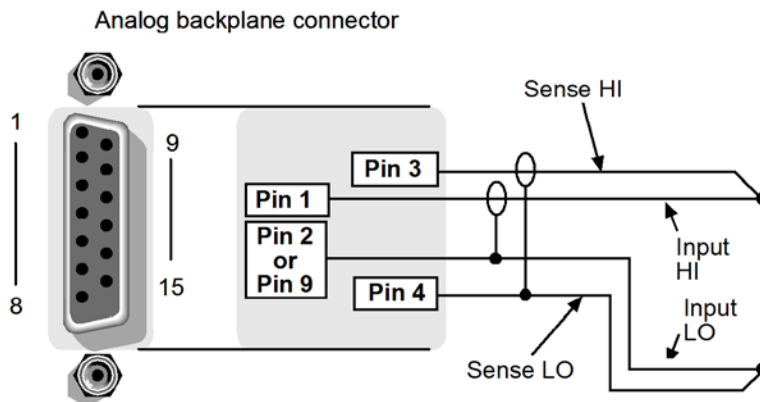 Analog backplane connector
Sense HI
1
9
Pin 3
Pin 1
Pin 2
or
Pin 9
Input
HI
8
15
Pin 4
Input
LO
Sense LO